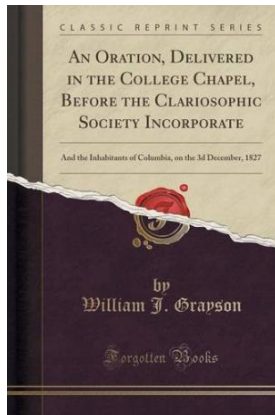 CLASSIC REPRINT SERIES
AN ORATION, DELIVERED
IN THE COLLEGE CHAPEL,
BEFORE THE CLARIOSOPHIC
SOCIETY INCORPORATE
And the Inhabitants of Columbia, on the 3d December, 1827
by
William J. Grayson
Forgotten Books